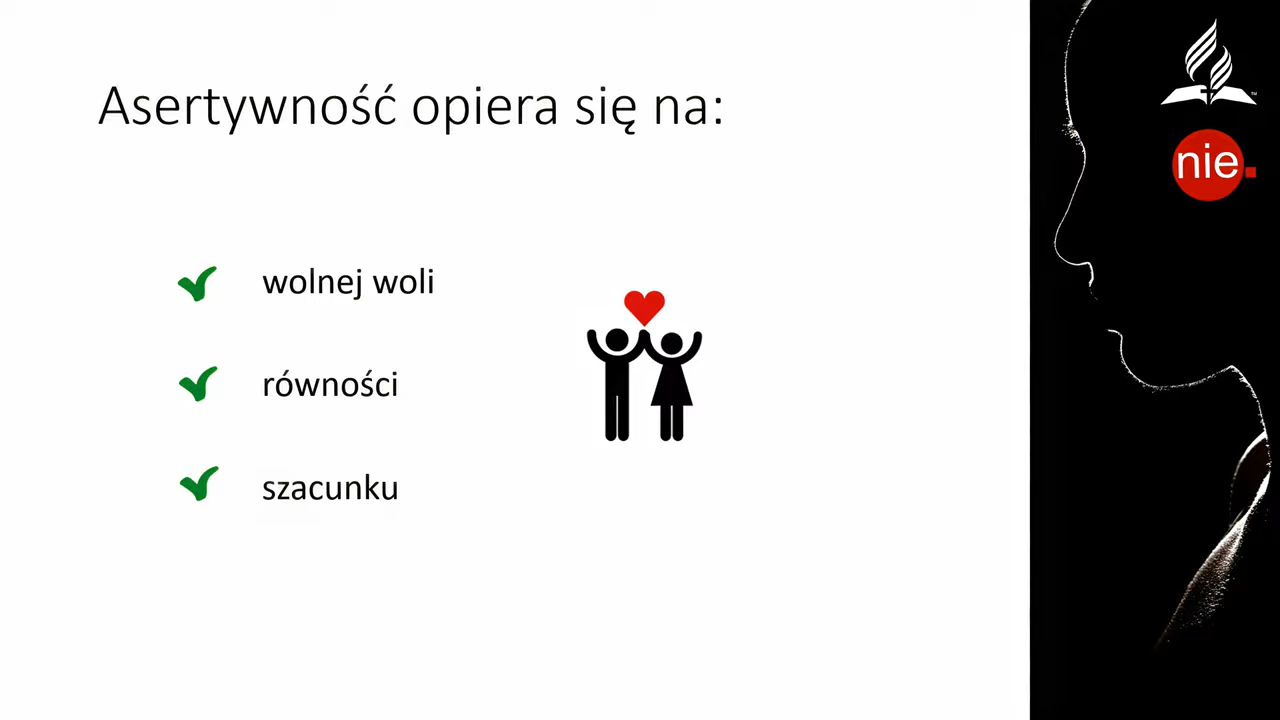 Asertywność opiera się na:
wolnej woli
równości
szacunku
nie.